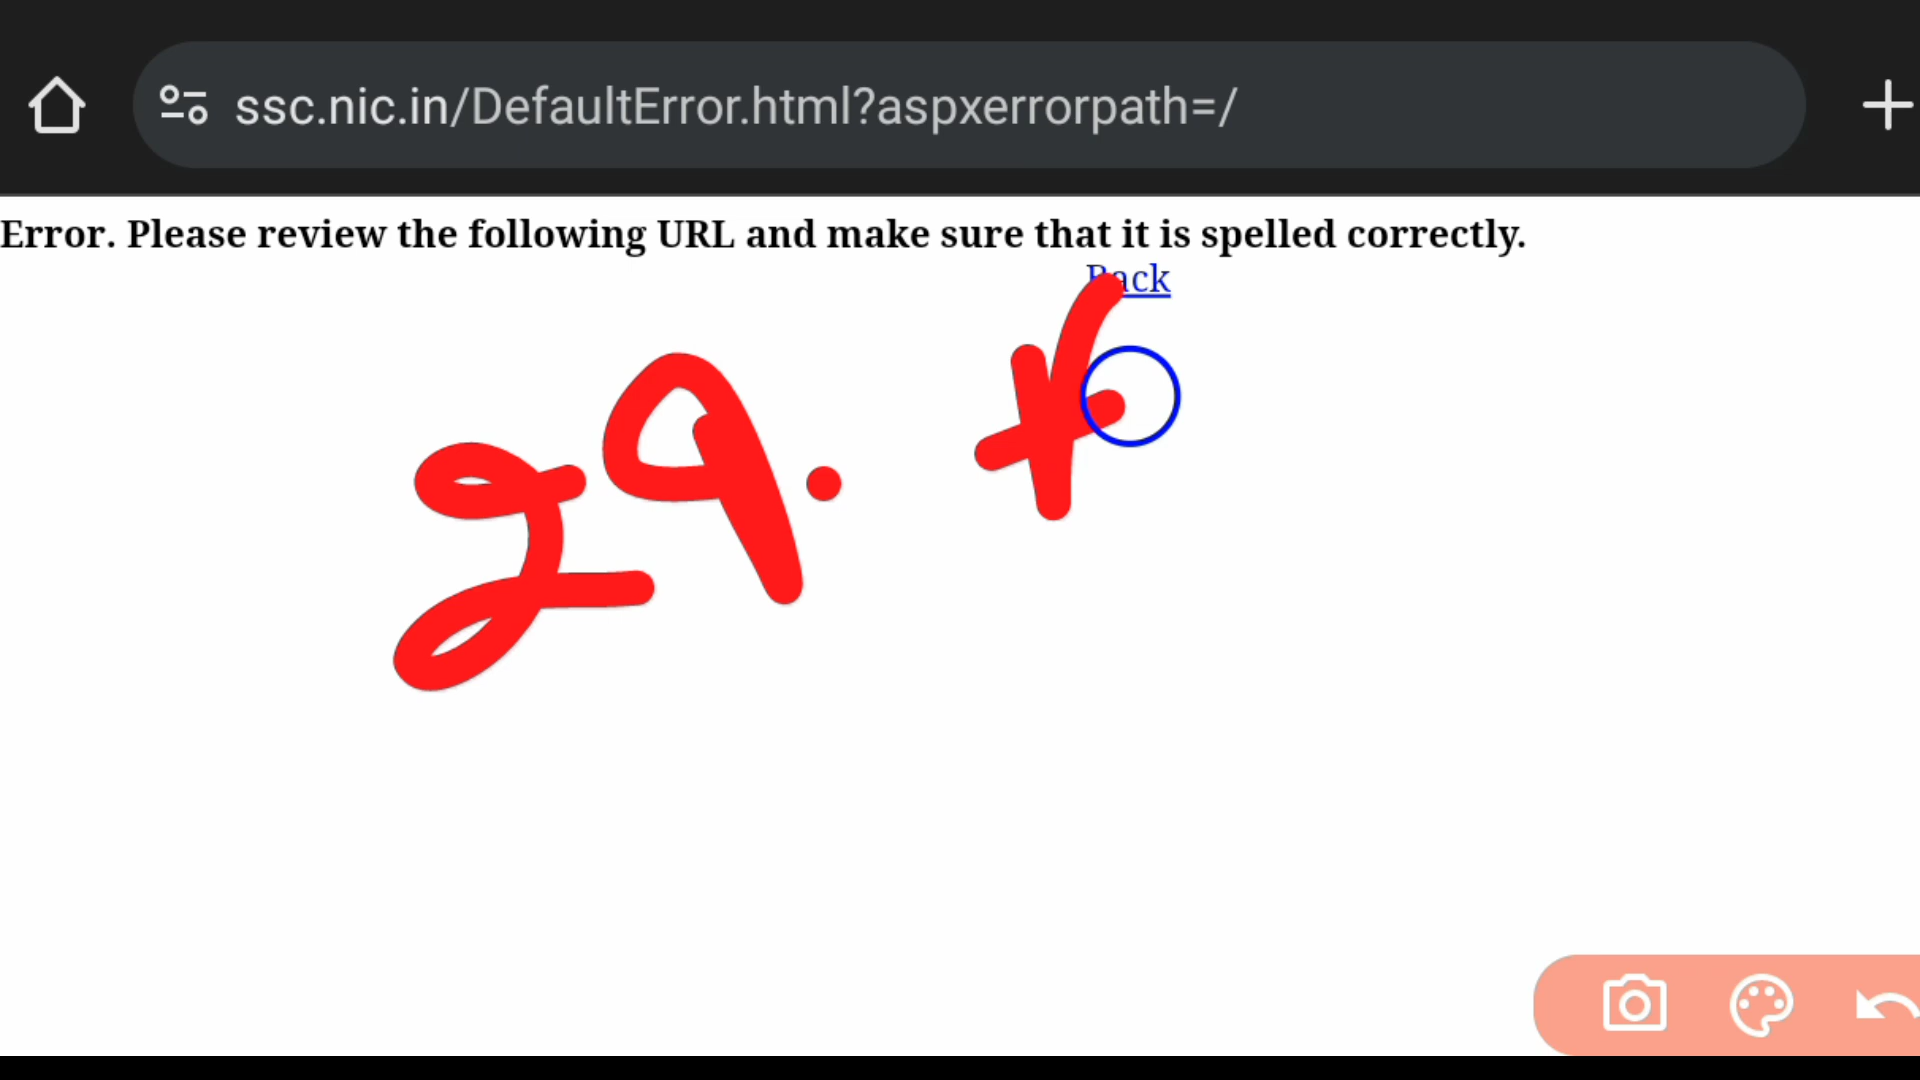 ssc.nic.in/DefaultError.html?aspxerrorpath=/
Error. Please review the following URL and make sure that it is spelled correctly.
Back
29.